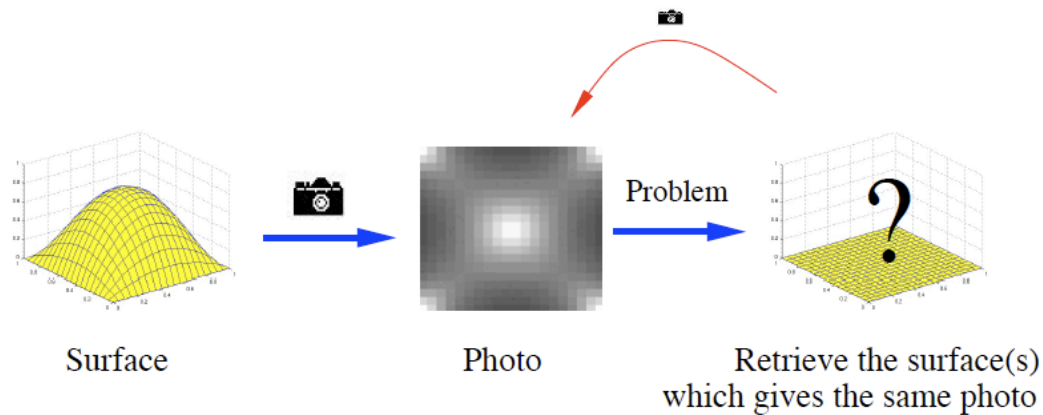 Problem
?
Surface
Photo
Retrieve the surface(s)
which gives the same photo